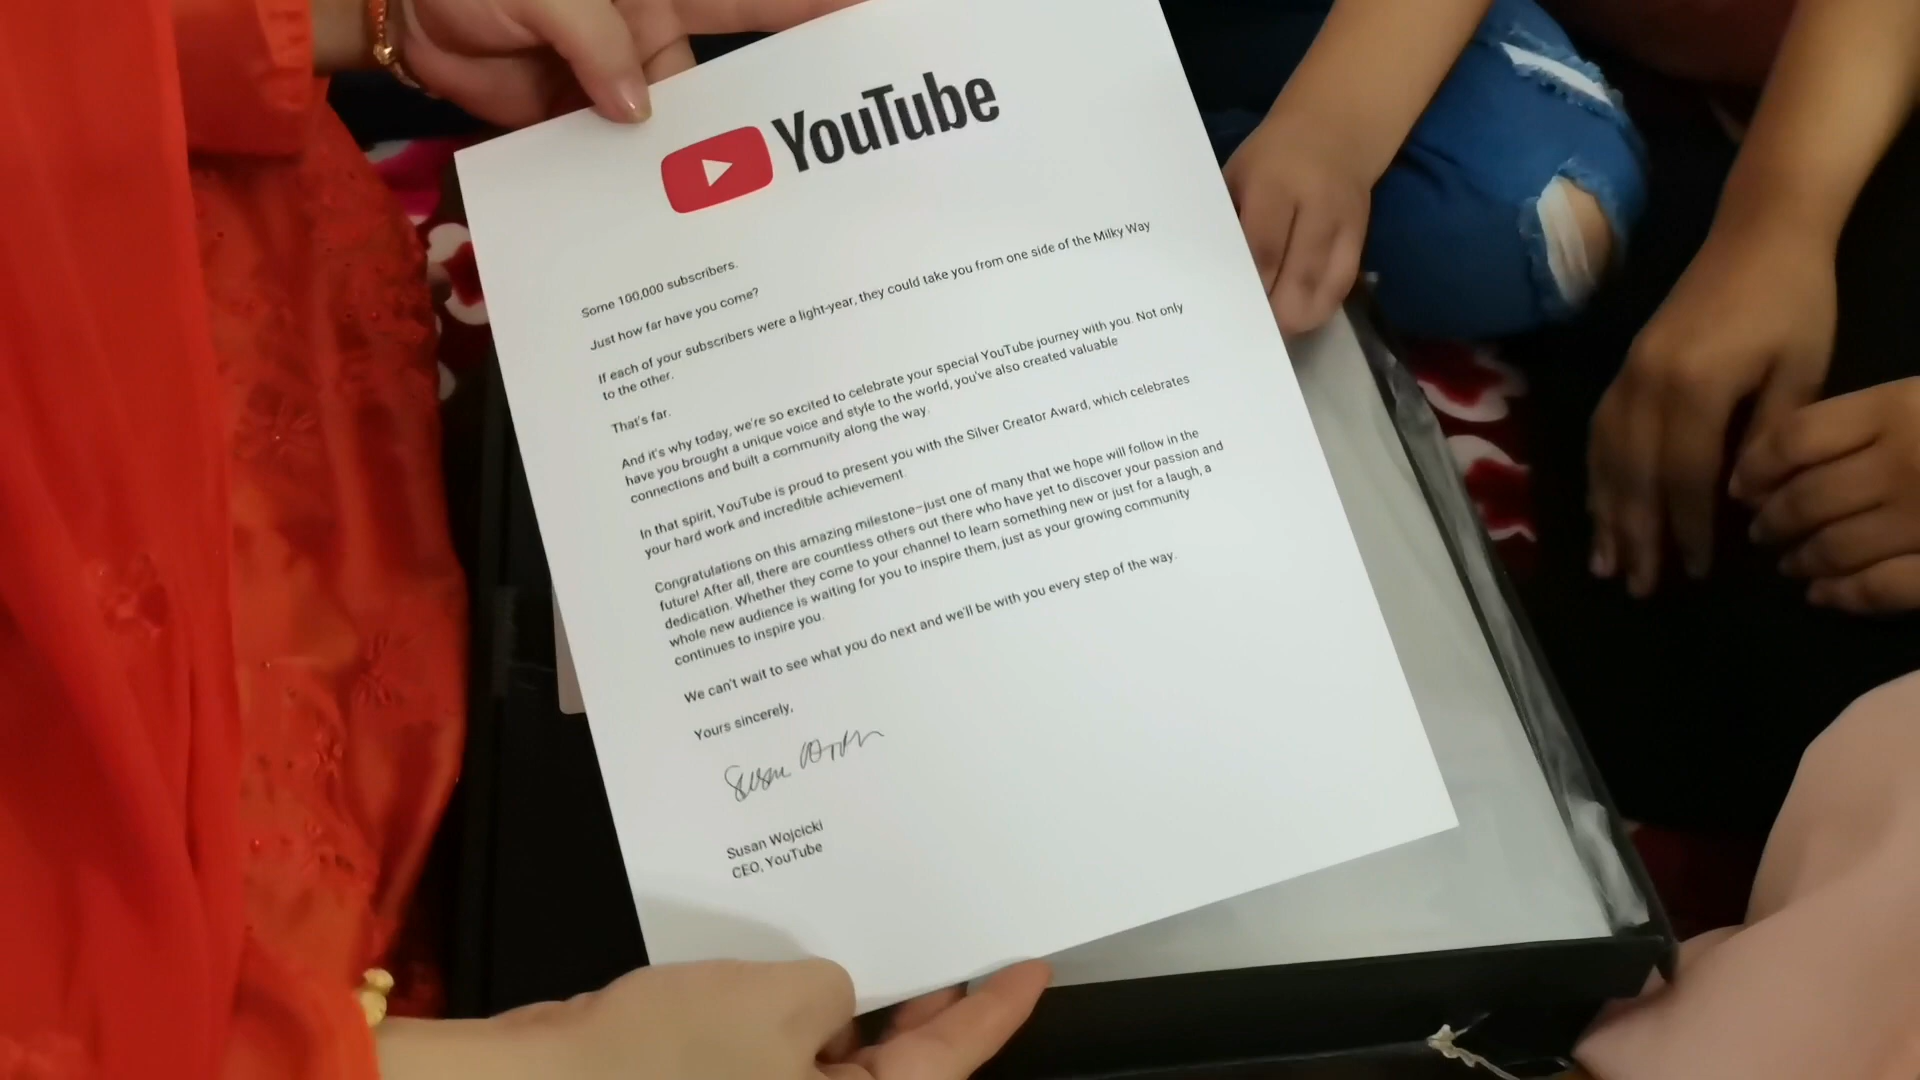 YouTube
Some 100,000 subscribers.
Just how far have you come?
If each of your subscribers were a light-year, they could take you from one side of the Milky Way
to the other.
That's far.
And it's why today, we're so excited to celebrate your special YouTube journey with you. Not only
have you brought a unique voice and style to the world, you've also created valuable
connections and built a community along the way.
In that spirit, YouTube is proud to present you with the Silver Creator Award, which celebrates
your hard work and incredible achievement.
Congratulations on this amazing milestone–just one of many that we hope will follow in the
future! After all, there are countless others out there who have yet to discover your passion and
dedication. Whether they come to your channel to learn something new or just for a laugh, a
whole new audience is waiting for you to inspire them, just as your growing community
continues to inspire you.
We can't wait to see what you do next and we'll be with you every step of the way.
Yours sincerely,
Susan Wojcicki
CEO, YouTube